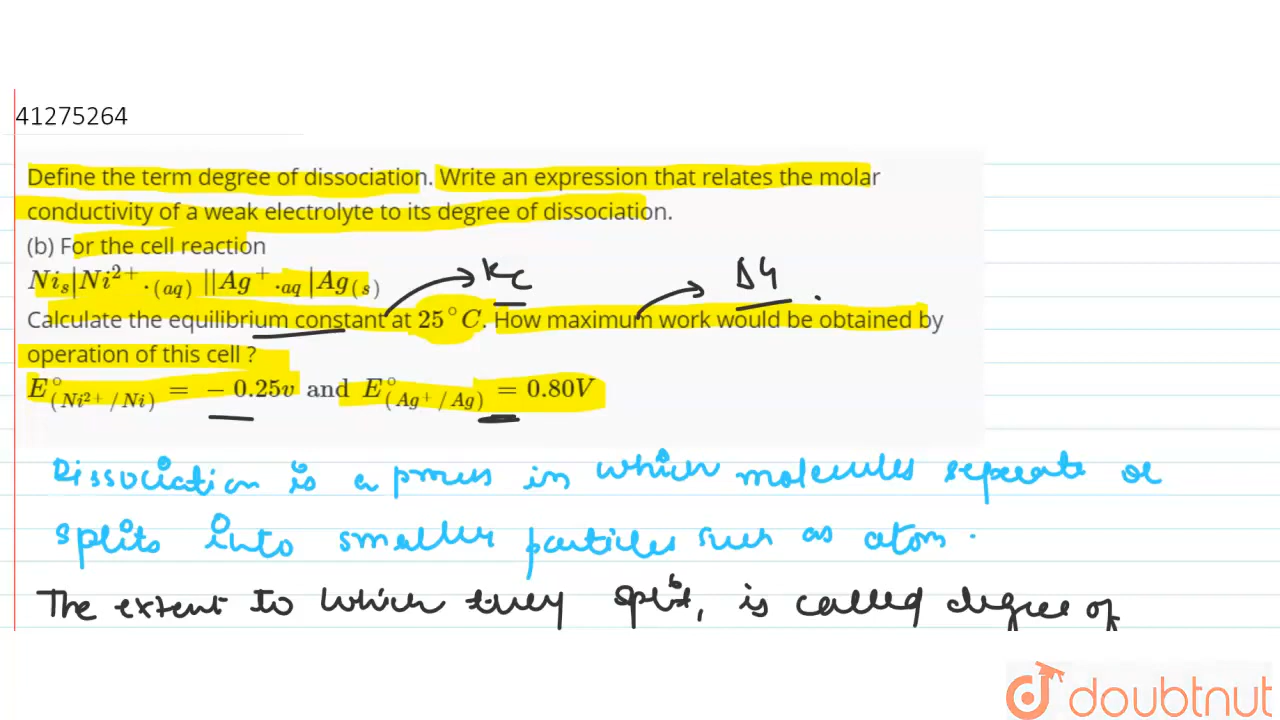 41275264
Define the term degree of dissociation. Write an expression that relates the molar
conductivity of a weak electrolyte to its degree of dissociation.
(b) For the cell reaction
Ni_s|Ni^{2+}._{(aq)} ||Ag^+._{aq} |Ag_{(s)}
Kc
ΔG
Calculate the equilibrium constant at 25°C. How maximum work would be obtained by
operation of this cell ?
E°_{(Ni^{2+}/Ni)} = −0.25v and E°_{(Ag^+/Ag)} = 0.80V
Dissociation is a process in which molecules seperate or
splits into smaller particles such as atom.
The extent to which they split, is called degree of
doubtnut